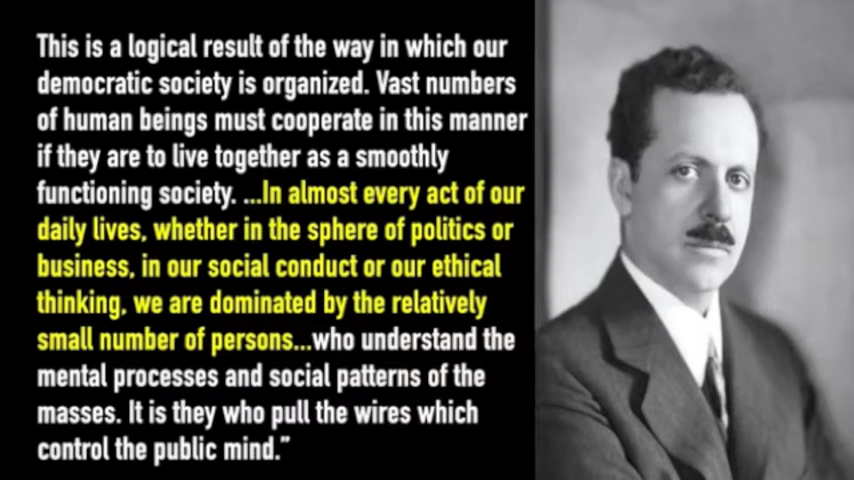 This is a logical result of the way in which our
democratic society is organized. Vast numbers
of human beings must cooperate in this manner
if they are to live together as a smoothly
functioning society. ...In almost every act of our
daily lives, whether in the sphere of politics or
business, in our social conduct or our ethical
thinking, we are dominated by the relatively
small number of persons...who understand the
mental processes and social patterns of the
masses. It is they who pull the wires which
control the public mind.”